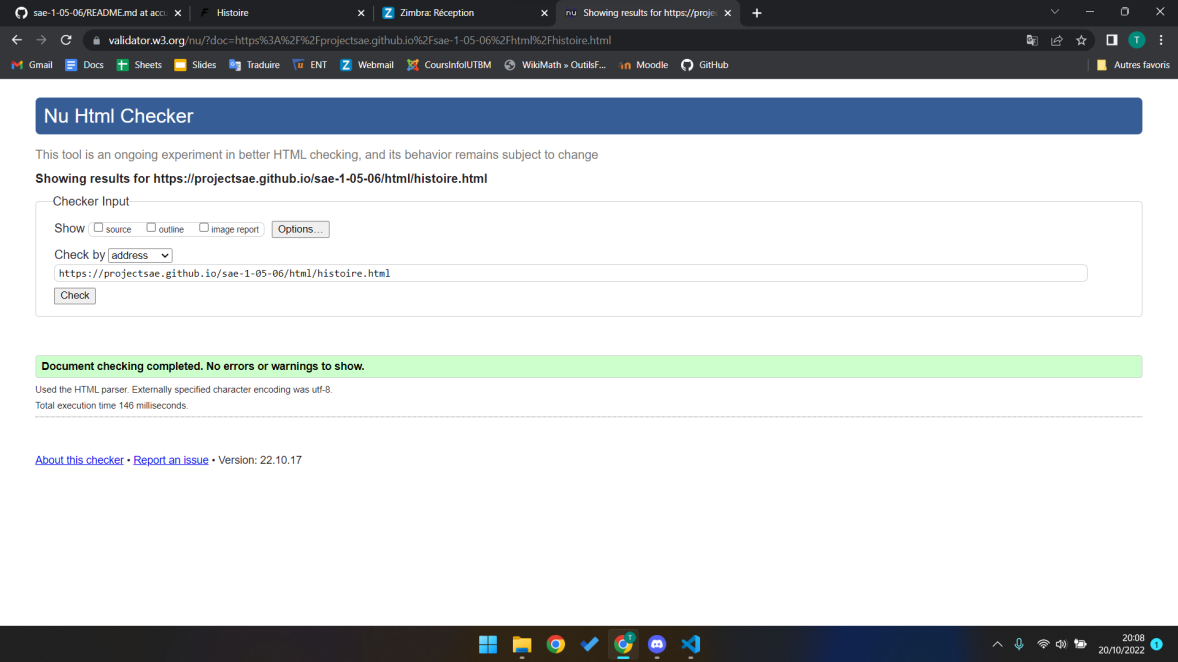 sae-1-05-06/README.md at accu
Histoire
Zimbra: Réception
nu Showing results for https://proje
validator.w3.org/nu/?doc=https%3A%2F%2Fprojectsae.github.io%2Fsae-1-05-06%2Fhtml%2Fhistoire.html
T
Gmail Docs Sheets Slides Traduire ENT Webmail CoursInfoIUTBM WikiMath » OutilsF... Moodle GitHub Autres favoris
Nu Html Checker
This tool is an ongoing experiment in better HTML checking, and its behavior remains subject to change
Showing results for https://projectsae.github.io/sae-1-05-06/html/histoire.html
Checker Input
Show source outline image report Options...
Check by address
https://projectsae.github.io/sae-1-05-06/html/histoire.html
Check
Document checking completed. No errors or warnings to show.
Used the HTML parser. Externally specified character encoding was utf-8.
Total execution time 146 milliseconds.
About this checker • Report an issue • Version: 22.10.17
20:08
20/10/2022
1